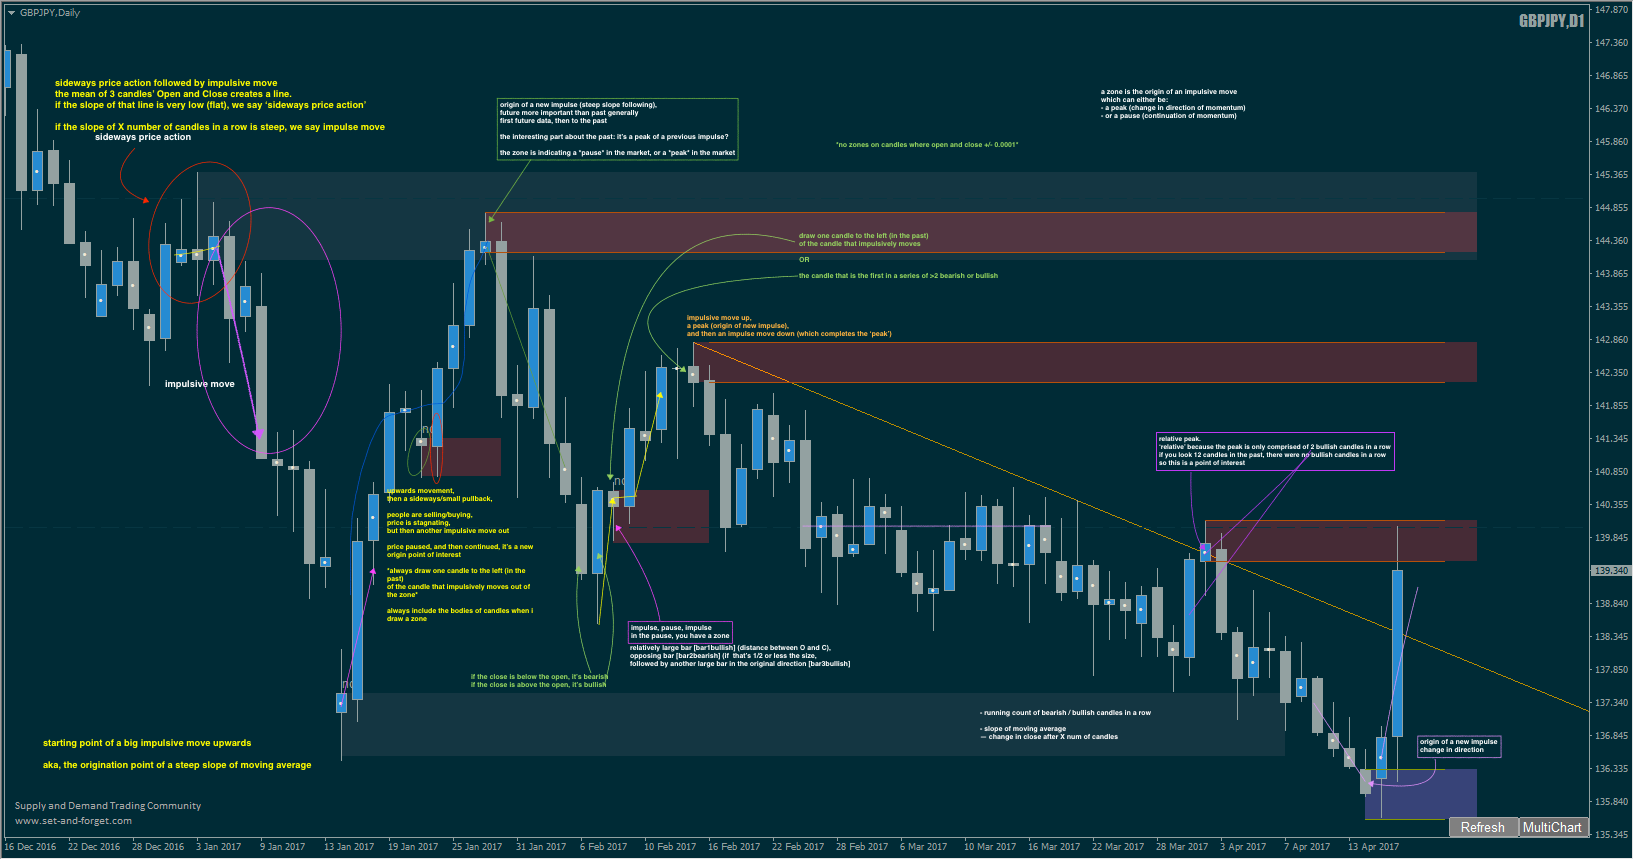 GBPJPY,Daily
GBPJPY,D1
sideways price action followed by impulsive move
the mean of 3 candles' Open and Close creates a line.
if the slope of that line is very low (flat), we say 'sideways price action'
if the slope of X number of candles in a row is steep, we say impulse move
sideways price action
origin of a new impulse (steep slope following),
future more important than past generally
first future data, then to the past
the interesting part about the past: it's a peak of a previous impulse?
the zone is indicating a "pause" in the market, or a "peak" in the market
a zone is the origin of an impulsive move
which can either be:
- a peak (change in direction of momentum)
- or a pause (continuation of momentum)
"no zones on candles where open and close +/- 0.0001"
draw one candle to the left (in the past)
of the candle that impulsively moves
OR
the candle that is the first in a series of >2 bearish or bullish
impulsive move up,
a peak (origin of new impulse),
and then an impulse move down (which completes the 'peak')
impulsive move
nc
relative peak.
'relative' because the peak is only comprised of 2 bullish candles in a row
if you look 12 candles in the past, there were no bullish candles in a row
so this is a point of interest
nc
upwards movement,
then a sideways/small pullback,
people are selling/buying,
price is stagnating,
but then another impulsive move out
price paused, and then continued, it's a new
origin point of interest
*always draw one candle to the left (in the
past)
of the candle that impulsively moves out of
the zone*
always include the bodies of candles when i
draw a zone
impulse, pause, impulse
in the pause, you have a zone
relatively large bar [bar1bullish] (distance between O and C),
opposing bar [bar2bearish] (if that's 1/2 or less the size,
followed by another large bar in the original direction [bar3bullish]
if the close is below the open, it's bearish
if the close is above the open, it's bullish
nc
- running count of bearish / bullish candles in a row
- slope of moving average
-- change in close after X num of candles
origin of a new impulse
change in direction
starting point of a big impulsive move upwards
aka, the origination point of a steep slope of moving average
Supply and Demand Trading Community
www.set-and-forget.com
Refresh
MultiChart
147.870
147.360
146.865
146.370
145.860
145.365
144.855
144.360
143.865
143.355
142.860
142.350
141.855
141.345
140.850
140.355
139.845
139.340
138.840
138.345
137.850
137.340
136.845
136.335
135.840
135.345
16 Dec 2016
22 Dec 2016
28 Dec 2016
3 Jan 2017
9 Jan 2017
13 Jan 2017
19 Jan 2017
25 Jan 2017
31 Jan 2017
6 Feb 2017
10 Feb 2017
16 Feb 2017
22 Feb 2017
28 Feb 2017
6 Mar 2017
10 Mar 2017
16 Mar 2017
22 Mar 2017
28 Mar 2017
3 Apr 2017
7 Apr 2017
13 Apr 2017